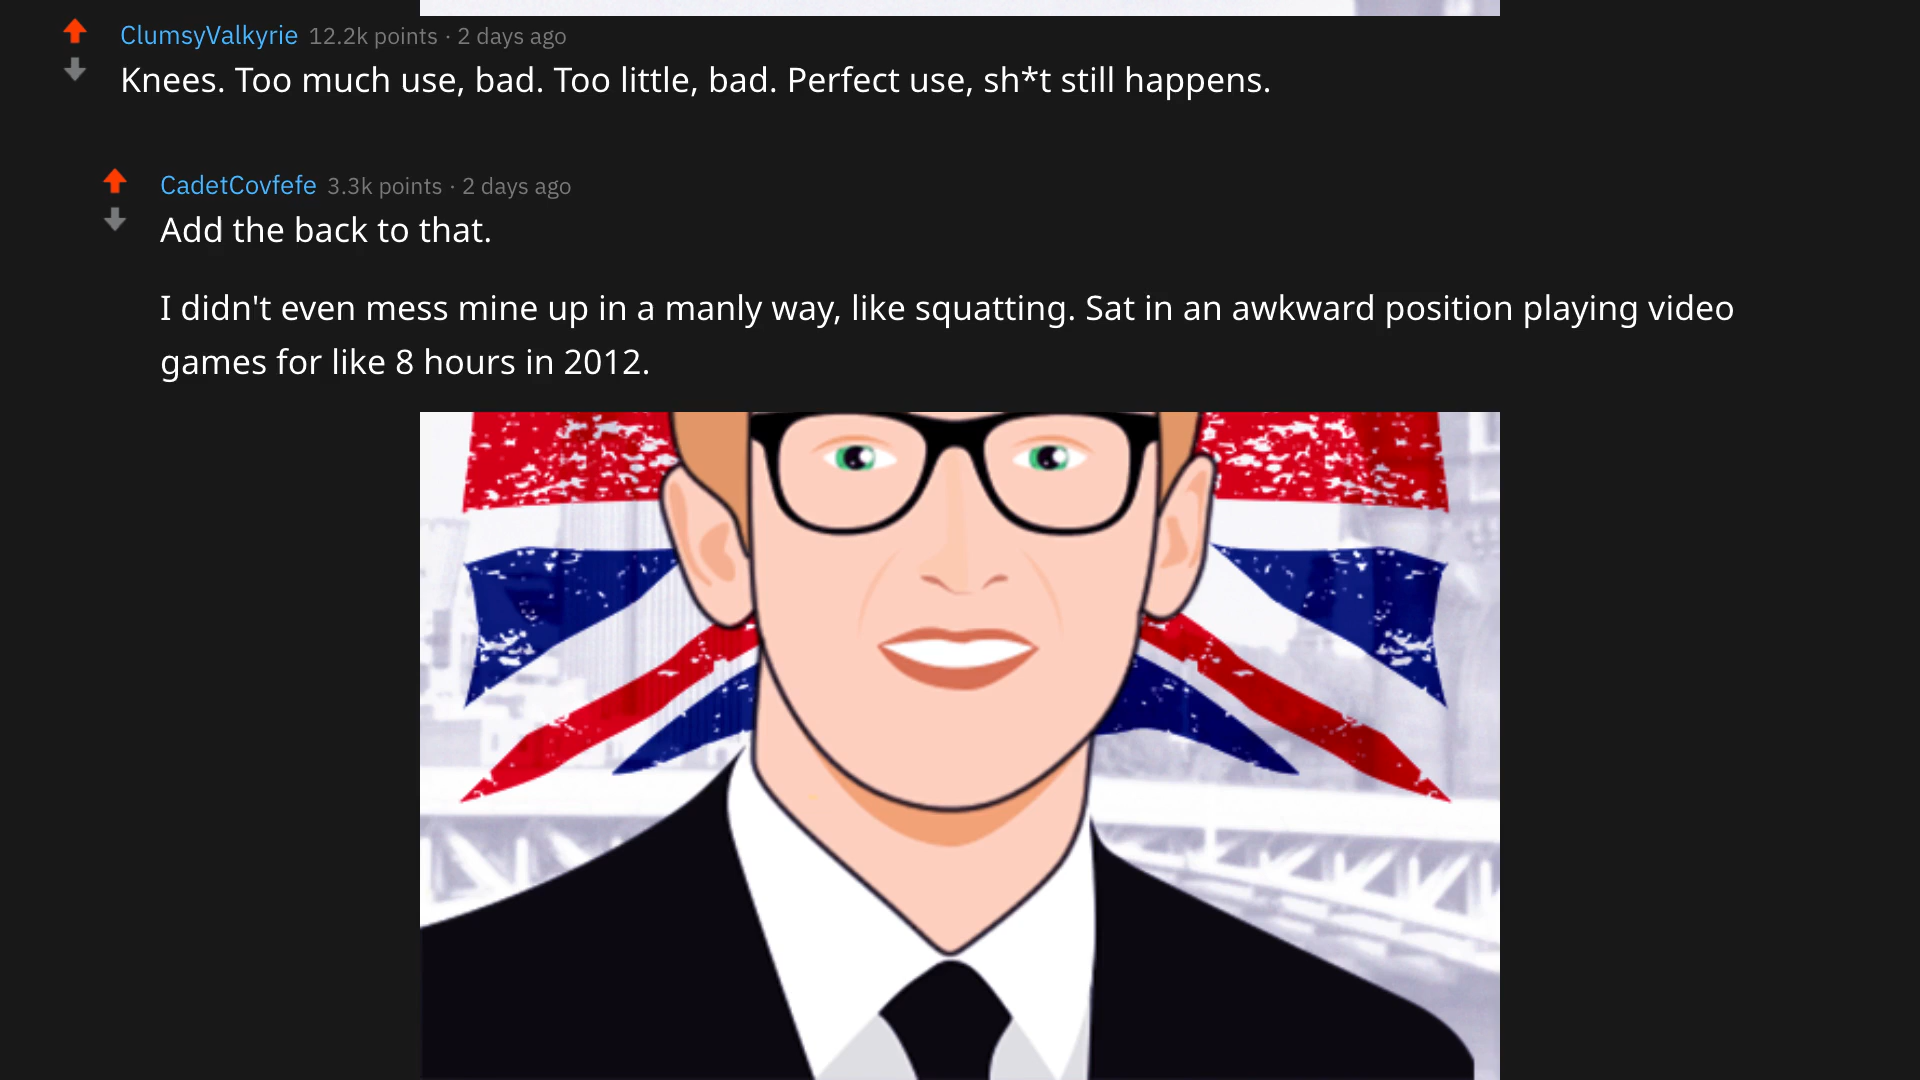 ClumsyValkyrie 12.2k points · 2 days ago
Knees. Too much use, bad. Too little, bad. Perfect use, sh*t still happens.
CadetCovfefe 3.3k points · 2 days ago
Add the back to that.
I didn't even mess mine up in a manly way, like squatting. Sat in an awkward position playing video
games for like 8 hours in 2012.